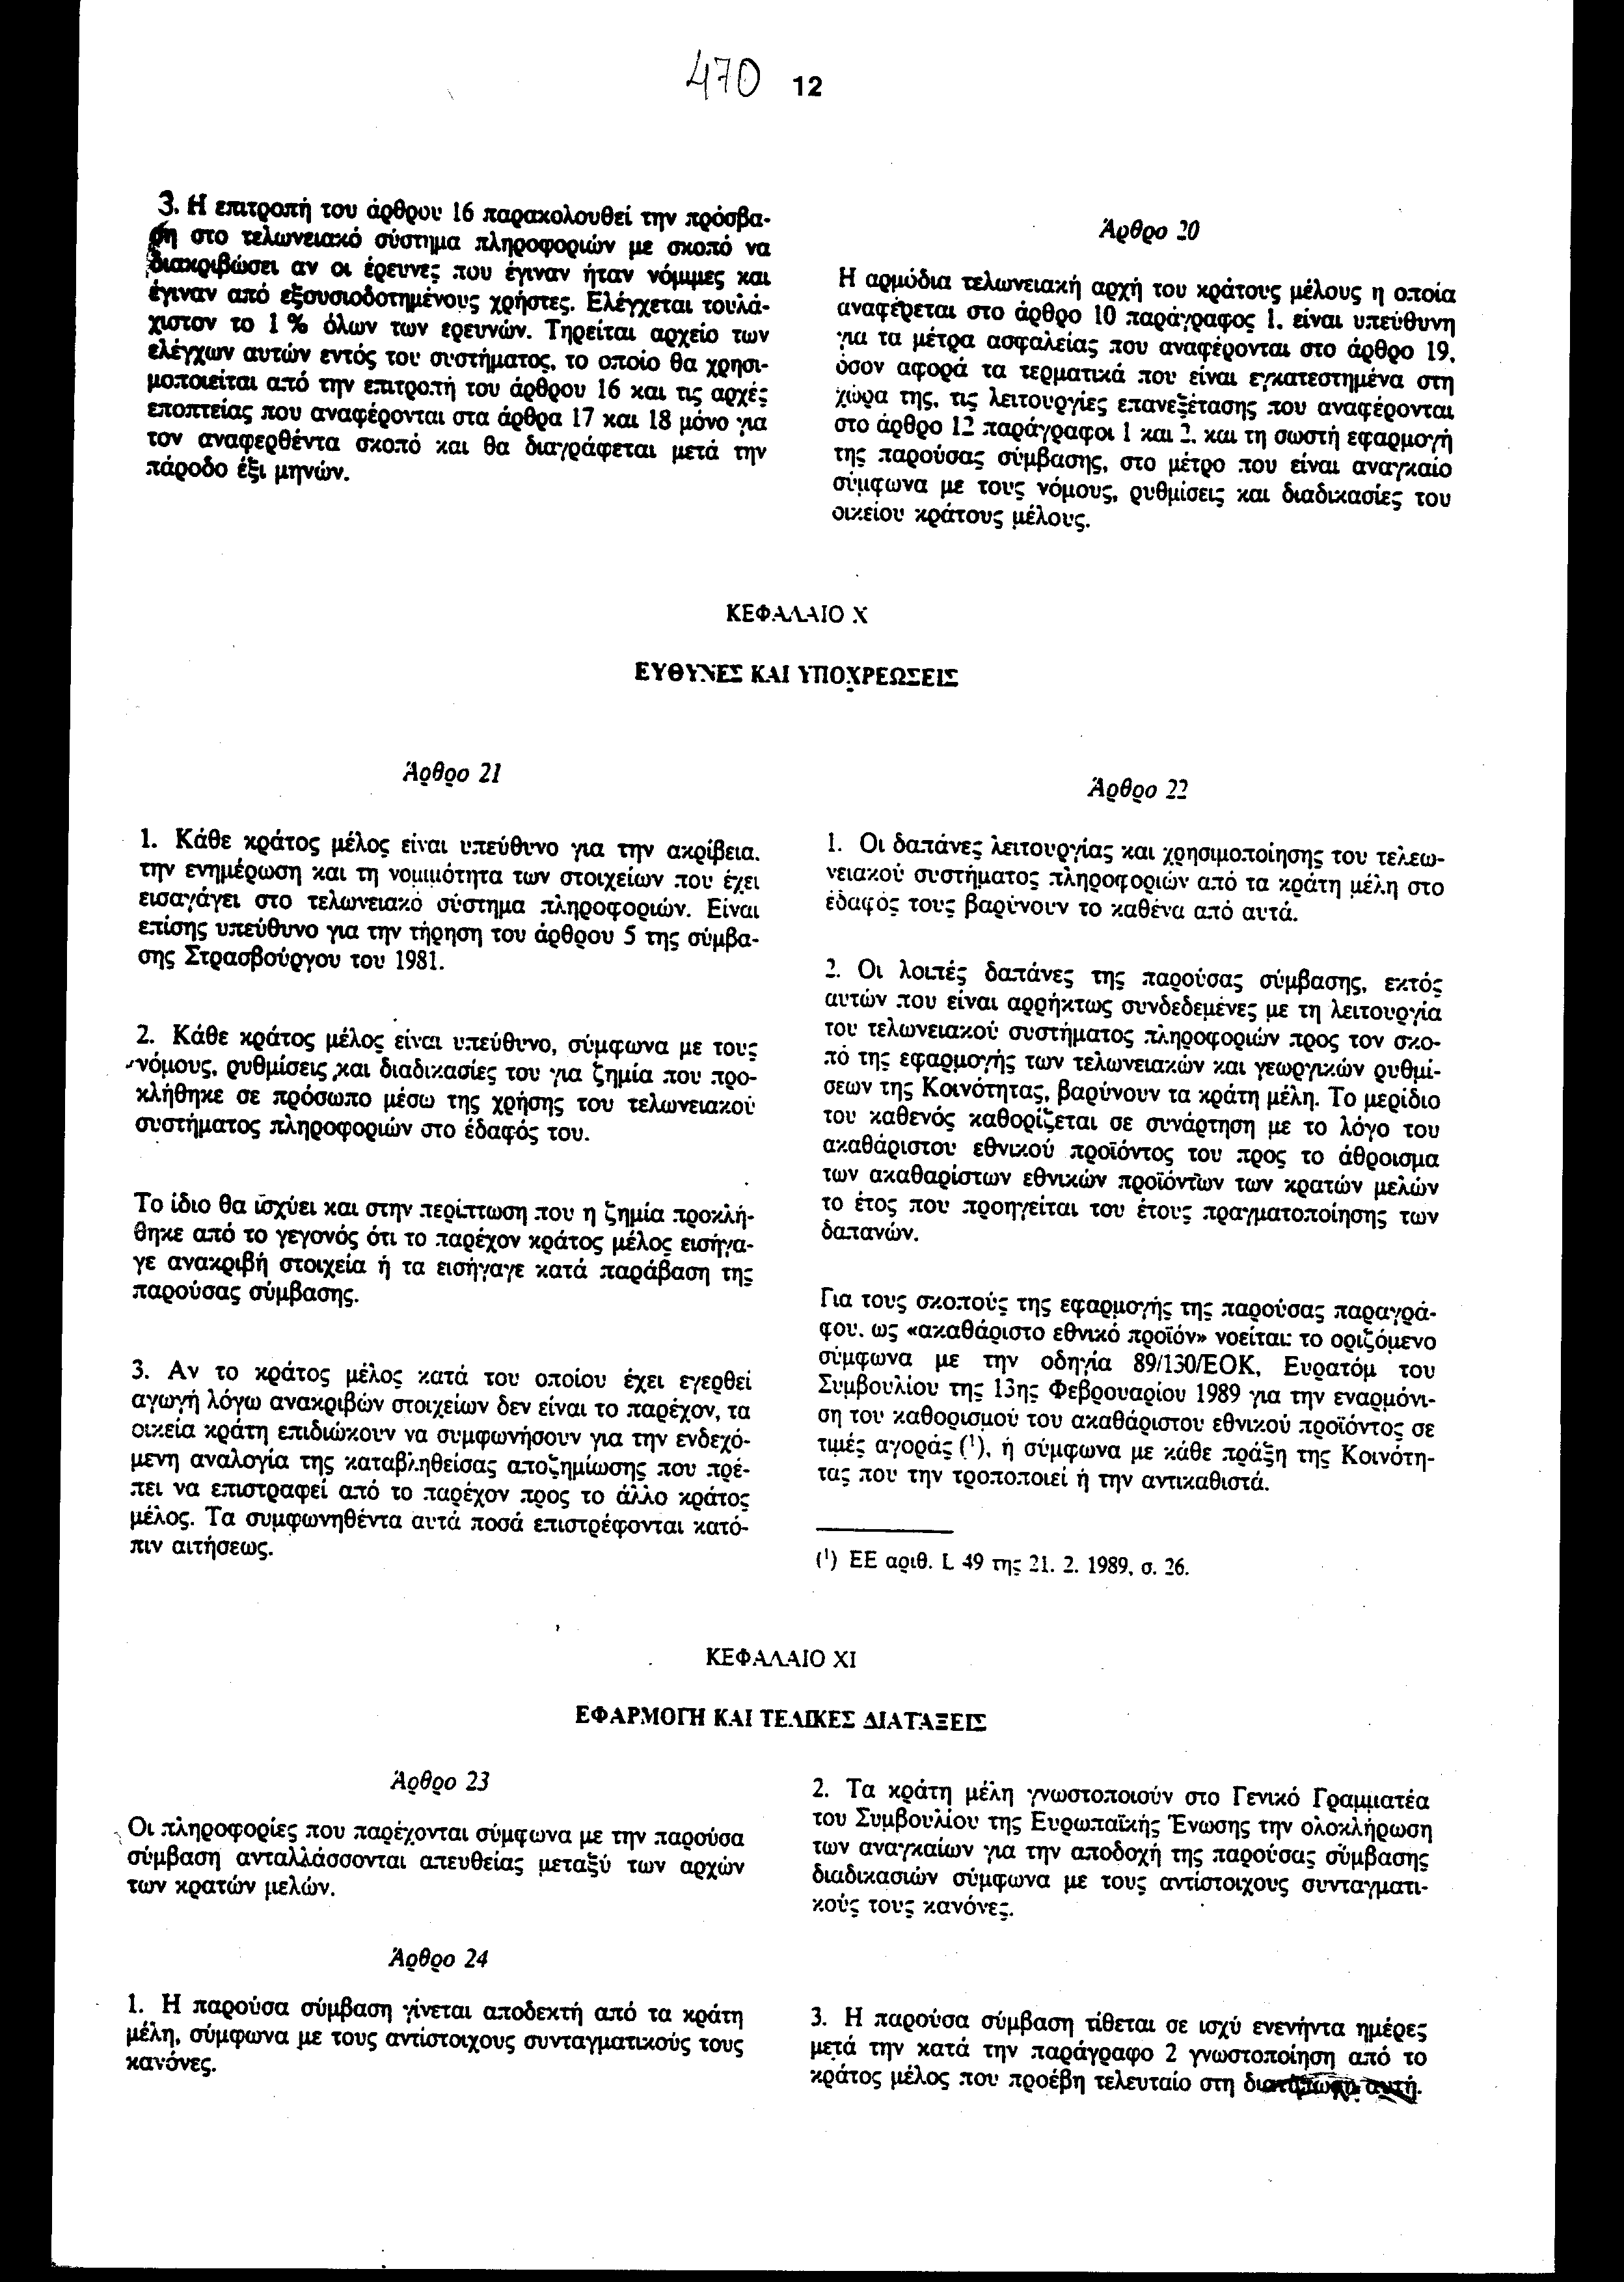 470 12
3. Η επιτροπή του άρθρου 16 παρακολουθεί την πρόσβα-
ση στο τελωνειακό σύστημα πληροφοριών με σκοπό να
διακριβώσει αν οι έρευνες που έγιναν ήταν νόμιμες και
έγιναν από εξουσιοδοτημένους χρήστες. Ελέγχεται τουλά-
χιστον το 1 % όλων των ερευνών. Τηρείται αρχείο των
ελέγχων αυτών εντός του συστήματος, το οποίο θα χρησι-
μοποιείται από την επιτροπή του άρθρου 16 και τις αρχές
εποπτείας που αναφέρονται στα άρθρα 17 και 18 μόνο για
τον αναφερθέντα σκοπό και θα διαγράφεται μετά την
πάροδο έξι μηνών.
Άρθρο 20
Η αρμόδια τελωνειακή αρχή του κράτους μέλους η οποία
αναφέρεται στο άρθρο 10 παράγραφος 1, είναι υπεύθυνη
για τα μέτρα ασφαλείας που αναφέρονται στο άρθρο 19,
όσον αφορά τα τερματικά που είναι εγκατεστημένα στη
χώρα της, τις λειτουργίες επανεξέτασης που αναφέρονται
στο άρθρο 12 παράγραφοι 1 και 2, και τη σωστή εφαρμογή
της παρούσας σύμβασης, στο μέτρο που είναι αναγκαίο
σύμφωνα με τους νόμους, ρυθμίσεις και διαδικασίες του
οικείου κράτους μέλους.
ΚΕΦΑΛΑΙΟ X
ΕΥΘΥΝΕΣ ΚΑΙ ΥΠΟΧΡΕΩΣΕΙΣ
Άρθρο 21
1. Κάθε κράτος μέλος είναι υπεύθυνο για την ακρίβεια,
την ενημέρωση και τη νομιμότητα των στοιχείων που έχει
εισαγάγει στο τελωνειακό σύστημα πληροφοριών. Είναι
επίσης υπεύθυνο για την τήρηση του άρθρου 5 της σύμβα-
σης Στρασβούργου του 1981.
2. Κάθε κράτος μέλος είναι υπεύθυνο, σύμφωνα με τους
νόμους, ρυθμίσεις και διαδικασίες του για ζημία που προ-
κλήθηκε σε πρόσωπο μέσω της χρήσης του τελωνειακού
συστήματος πληροφοριών στο έδαφός του.
Το ίδιο θα ισχύει και στην περίπτωση που η ζημία προκλή-
θηκε από το γεγονός ότι το παρέχον κράτος μέλος εισήγα-
γε ανακριβή στοιχεία ή τα εισήγαγε κατά παράβαση της
παρούσας σύμβασης.
3. Αν το κράτος μέλος κατά του οποίου έχει εγερθεί
αγωγή λόγω ανακριβών στοιχείων δεν είναι το παρέχον, τα
οικεία κράτη επιδιώκουν να συμφωνήσουν για την ενδεχό-
μενη αναλογία της καταβληθείσας αποζημίωσης που πρέ-
πει να επιστραφεί από το παρέχον προς το άλλο κράτος
μέλος. Τα συμφωνηθέντα αυτά ποσά επιστρέφονται κατό-
πιν αιτήσεως.
Άρθρο 22
1. Οι δαπάνες λειτουργίας και χρησιμοποίησης του τελεω-
νειακού συστήματος πληροφοριών από τα κράτη μέλη στο
έδαφός τους βαρύνουν το καθένα από αυτά.
2. Οι λοιπές δαπάνες της παρούσας σύμβασης, εκτός
αυτών που είναι αρρήκτως συνδεδεμένες με τη λειτουργία
του τελωνειακού συστήματος πληροφοριών προς τον σκο-
πό της εφαρμογής των τελωνειακών και γεωργικών ρυθμί-
σεων της Κοινότητας, βαρύνουν τα κράτη μέλη. Το μερίδιο
του καθενός καθορίζεται σε συνάρτηση με το λόγο του
ακαθάριστου εθνικού προϊόντος του προς το άθροισμα
των ακαθαρίστων εθνικών προϊόντων των κρατών μελών
το έτος που προηγείται του έτους πραγματοποίησης των
δαπανών.
Για τους σκοπούς της εφαρμογής της παρούσας παραγρά-
φου, ως «ακαθάριστο εθνικό προϊόν» νοείται: το οριζόμενο
σύμφωνα με την οδηγία 89/130/ΕΟΚ, Ευρατόμ του
Συμβουλίου της 13ης Φεβρουαρίου 1989 για την εναρμόνι-
ση του καθορισμού του ακαθάριστου εθνικού προϊόντος σε
τιμές αγοράς (¹), ή σύμφωνα με κάθε πράξη της Κοινότη-
τας που την τροποποιεί ή την αντικαθιστά.
(¹) ΕΕ αριθ. L 49 της 21. 2. 1989, σ. 26.
ΚΕΦΑΛΑΙΟ XI
ΕΦΑΡΜΟΓΗ ΚΑΙ ΤΕΛΙΚΕΣ ΔΙΑΤΑΞΕΙΣ
Άρθρο 23
Οι πληροφορίες που παρέχονται σύμφωνα με την παρούσα
σύμβαση ανταλλάσσονται απευθείας μεταξύ των αρχών
των κρατών μελών.
Άρθρο 24
1. Η παρούσα σύμβαση γίνεται αποδεκτή από τα κράτη
μέλη, σύμφωνα με τους αντίστοιχους συνταγματικούς τους
κανόνες.
2. Τα κράτη μέλη γνωστοποιούν στο Γενικό Γραμματέα
του Συμβουλίου της Ευρωπαϊκής Ένωσης την ολοκλήρωση
των αναγκαίων για την αποδοχή της παρούσας σύμβασης
διαδικασιών σύμφωνα με τους αντίστοιχους συνταγματι-
κούς τους κανόνες.
3. Η παρούσα σύμβαση τίθεται σε ισχύ ενενήντα ημέρες
μετά την κατά την παράγραφο 2 γνωστοποίηση από το
κράτος μέλος που προέβη τελευταίο στη διατύπωση αυτή.